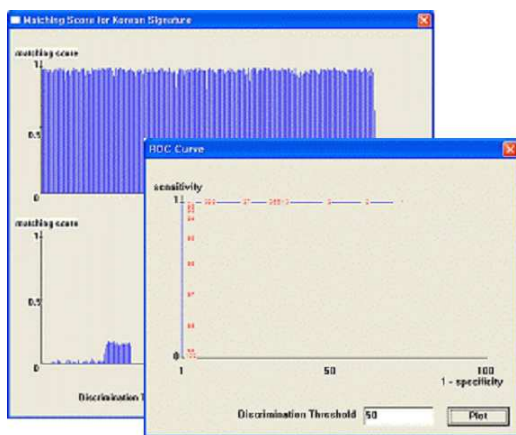 Matching Score for Korean Signature
matching score
1
0.5
0
matching score
1
0.5
0
Discrimination T
ROC Curve
sensitivity
1
0
1 50 100
1 - specificity
Discrimination Threshold 50 Plot